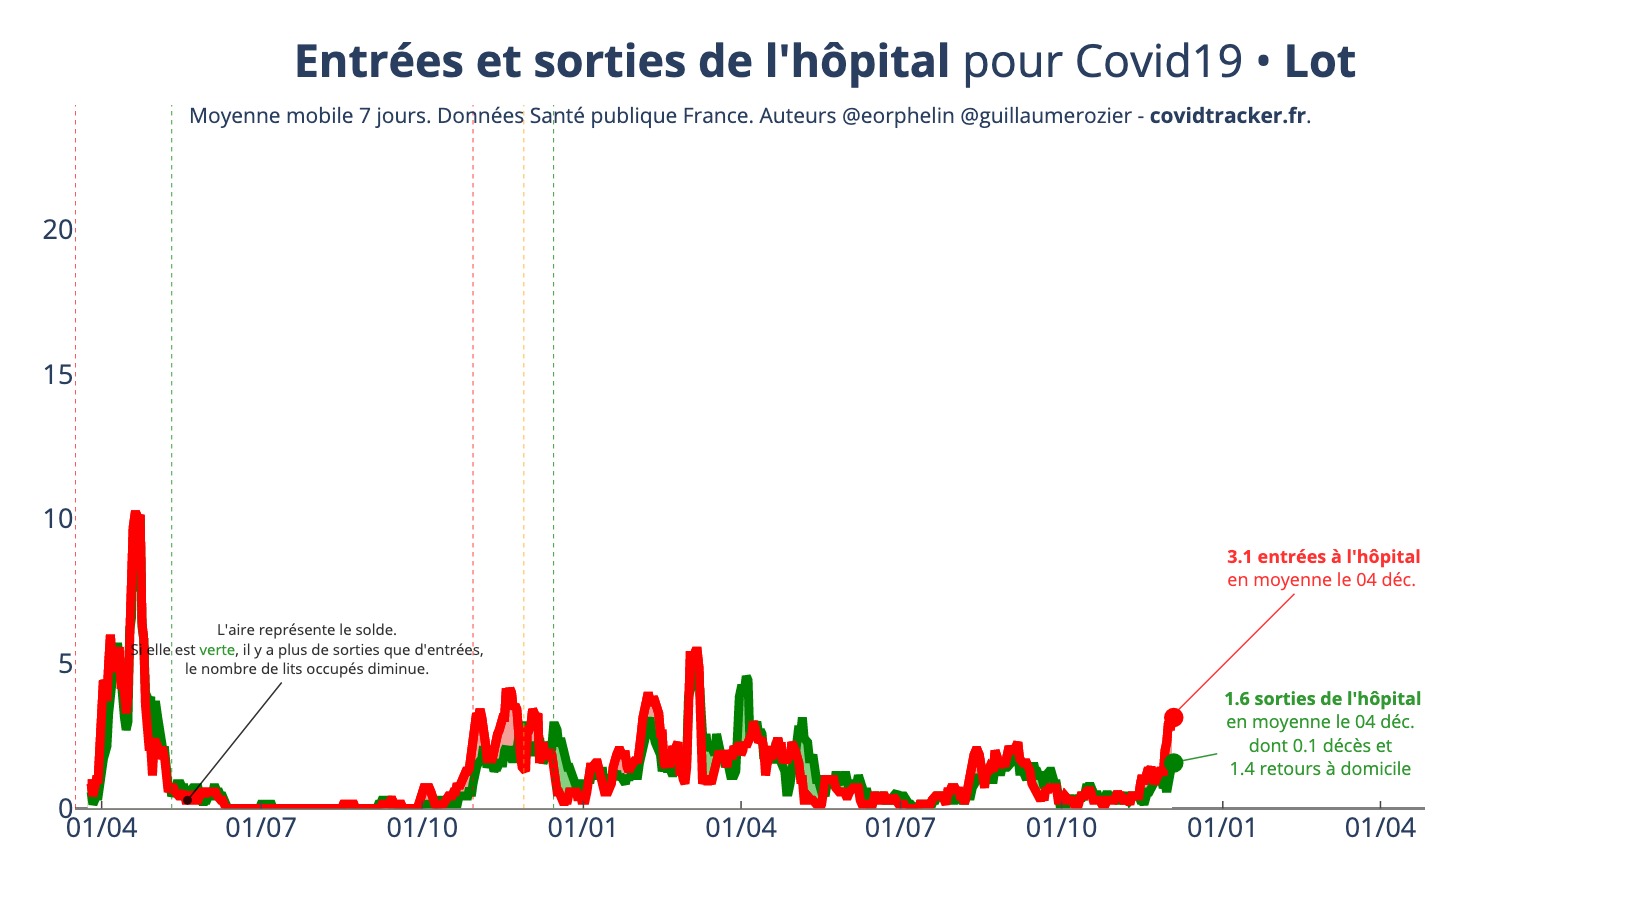 Entrées et sorties de l'hôpital pour Covid19 • Lot
Moyenne mobile 7 jours. Données Santé publique France. Auteurs @eorphelin @guillaumerozier - covidtracker.fr.
20
15
10
5
0
3.1 entrées à l'hôpital
en moyenne le 04 déc.
L'aire représente le solde.
Si elle est verte, il y a plus de sorties que d'entrées,
le nombre de lits occupés diminue.
1.6 sorties de l'hôpital
en moyenne le 04 déc.
dont 0.1 décès et
1.4 retours à domicile
01/04 01/07 01/10 01/01 01/04 01/07 01/10 01/01 01/04